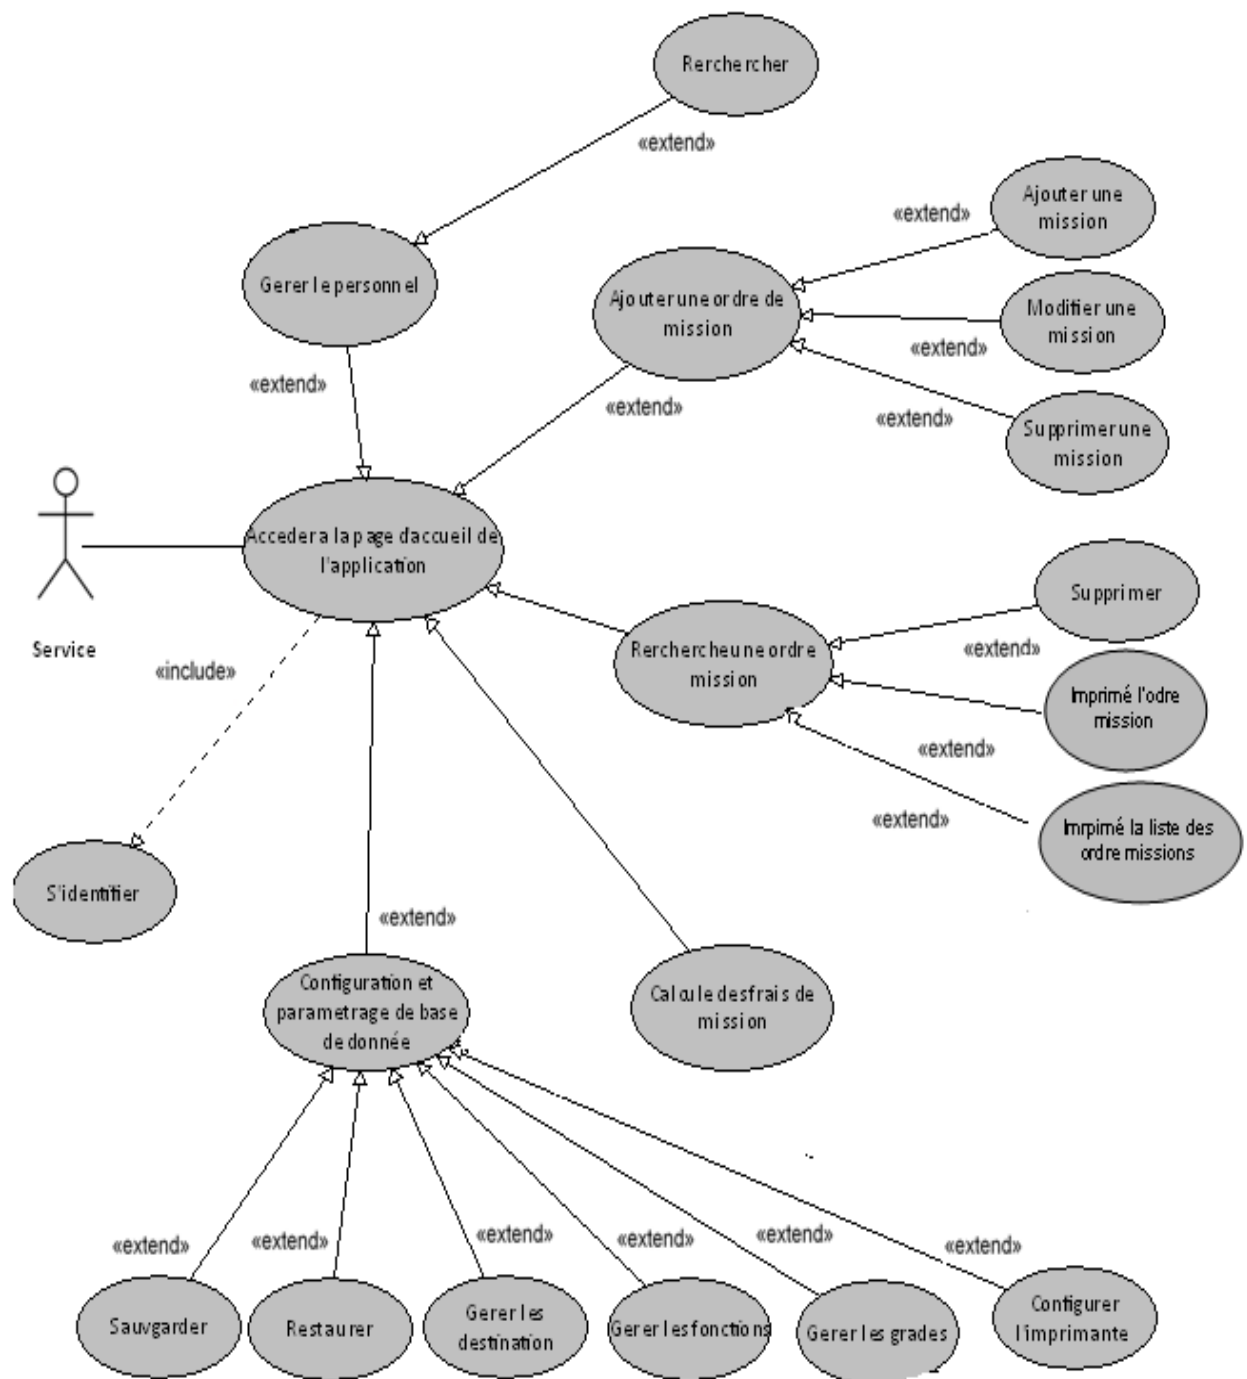 Rerchercher
«extend»
Ajouter une
mission
«extend»
Gerer le personnel
Ajouter une ordre de
mission
Modifier une
mission
«extend»
«extend»
«extend»
«extend»
Supprimer une
mission
Acceder a la page d'accueil de
l'application
Service
«include»
Rerchercheu ne ordre
mission
Supprimer
«extend»
Imprimé l'odre
mission
«extend»
«extend»
Imrpimé la liste des
ordre missions
S'identifier
«extend»
Configuration et
parametrage de base
de donnée
Calcule des frais de
mission
«extend»
«extend»
«extend»
«extend»
«extend»
«extend»
Sauvgarder
Restaurer
Gerer les
destination
Gerer les fonctions
Gerer les grades
Configurer
l'imprimante